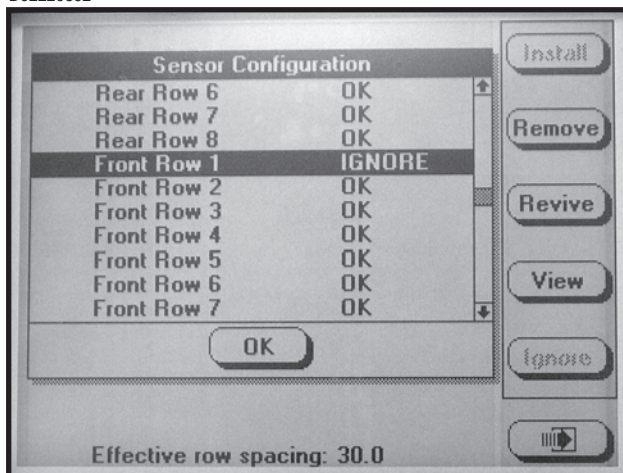 Sensor Configuration
Rear Row 6 OK
Rear Row 7 OK
Rear Row 8 OK
Front Row 1 IGNORE
Front Row 2 OK
Front Row 3 OK
Front Row 4 OK
Front Row 5 OK
Front Row 6 OK
Front Row 7 OK
OK
Effective row spacing: 30.0
Install
Remove
Revive
View
Ignore